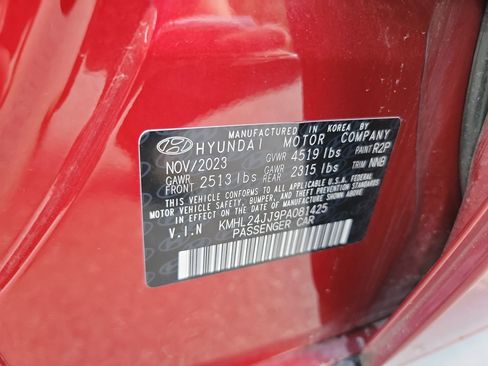 MANUFACTURED IN KOREA BY
HYUNDAI MOTOR COMPANY
NOV/2023 GVWR 4519 lbs PAINT R2P
GAWR FRONT 2513 lbs GAWR REAR 2315 lbs TRIM NNB
THIS VEHICLE CONFORMS TO ALL APPLICABLE U.S. FEDERAL
MOTOR VEHICLE SAFETY, BUMPER, AND THEFT PREVENTION STANDARDS
IN EFFECT ON THE DATE OF MANUFACTURE SHOWN ABOVE.
V.I.N KMHL24JJ9PA081425
PASSENGER CAR